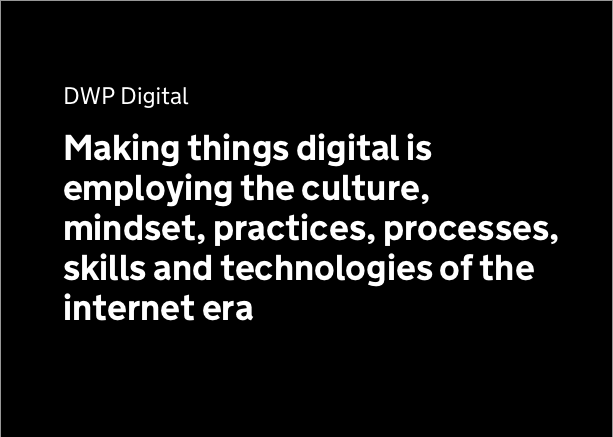 DWP Digital
Making things digital is
employing the culture,
mindset, practices, processes,
skills and technologies of the
internet era